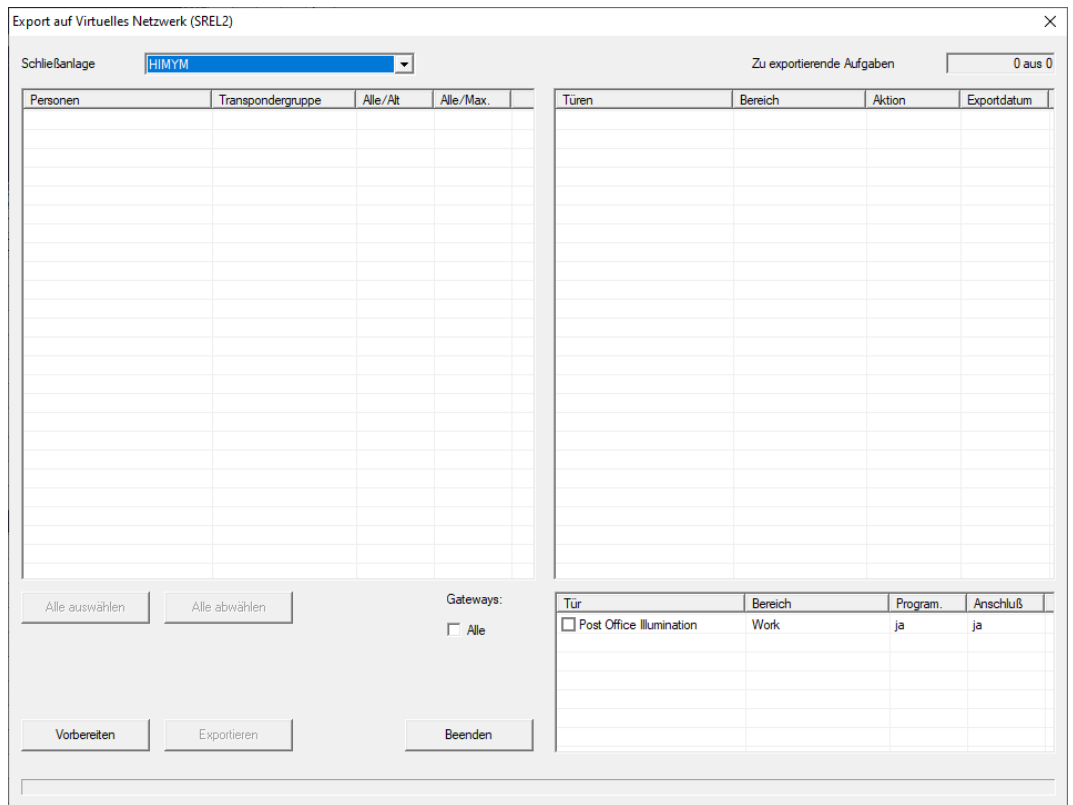 Export auf Virtuelles Netzwerk (SREL2)
Schließanlage HIMYM Zu exportierende Aufgaben 0 aus 0
Personen Transpondergruppe Alle/Alt Alle/Max. Türen Bereich Aktion Exportdatum
Alle auswählen Alle abwählen Gateways:
Alle
Tür Bereich Program. Anschluß
Post Office Illumination Work ja ja
Vorbereiten Exportieren Beenden